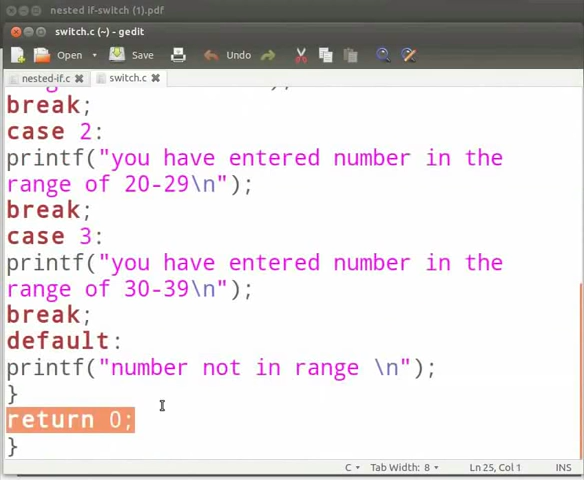 nested if-switch (1).pdf
switch.c (~) - gedit
Open Save Undo
nested-if.c switch.c
break;
case 2:
printf("you have entered number in the
range of 20-29\n");
break;
case 3:
printf("you have entered number in the
range of 30-39\n");
break;
default:
printf("number not in range \n");
}
return 0;
}
C Tab Width: 8 Ln 25, Col 1 INS